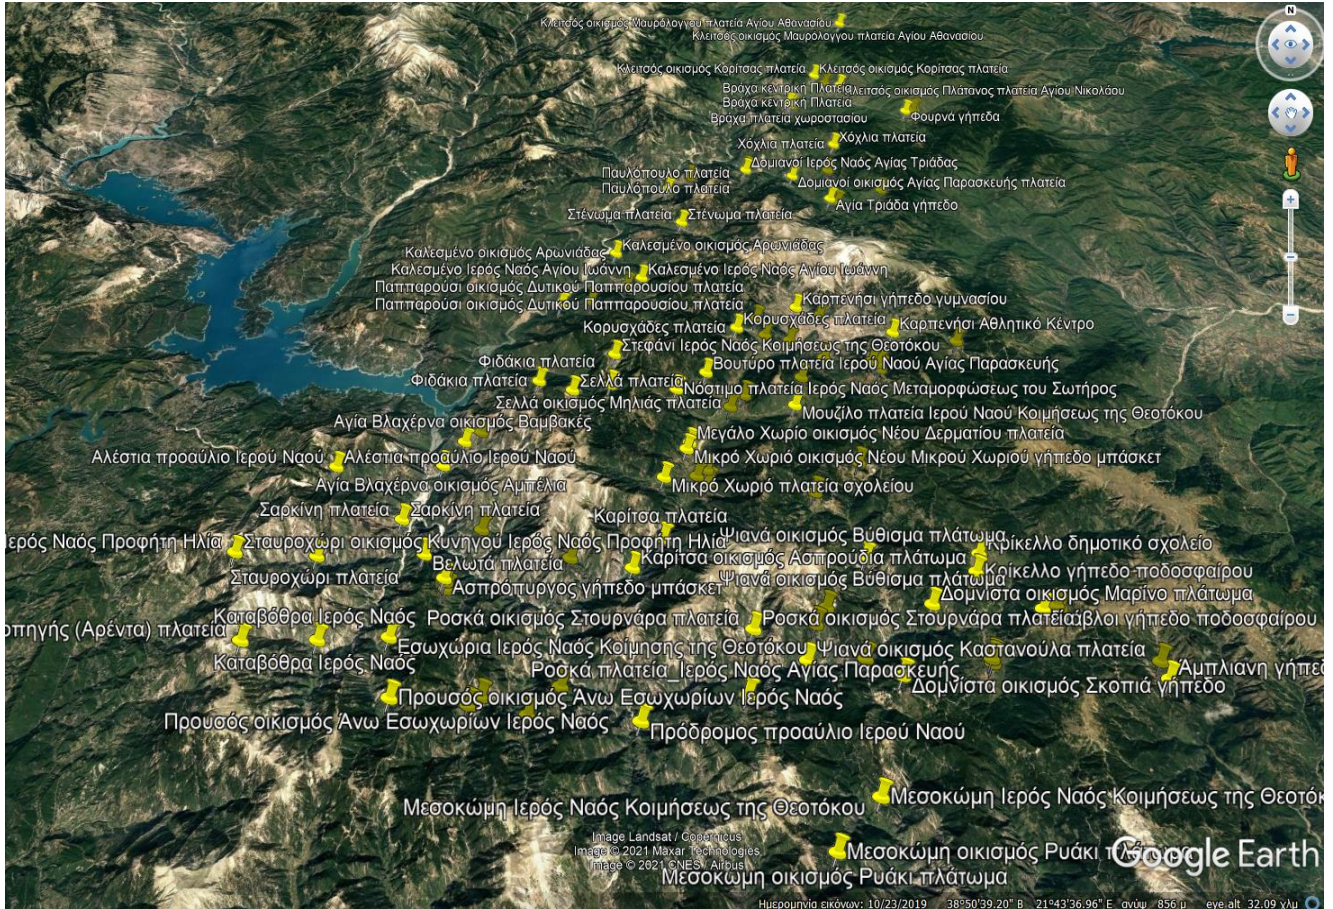 Κλειτσός οικισμός Μαυρόλογγου πλατεία Αγίου Αθανασίου
Κλειτσός οικισμός Μαυρόλογγου πλατεία Αγίου Αθανασίου
N
Κλειτσός οικισμός Κορίτσας πλατεία
Κλειτσός οικισμός Κορίτσας πλατεία
Βράχα κεντρική Πλατεία
Κλειτσός οικισμός Πλάτανος πλατεία Αγίου Νικολάου
Βράχα κεντρική Πλατεία
Βράχα πλατεία χωροστασίου
Φουρνά γήπεδα
Χόχλια πλατεία
Χόχλια πλατεία
Δομιανοί Ιερός Ναός Αγίας Τριάδας
Παυλόπουλο πλατεία
Παυλόπουλο πλατεία
Δομιανοί οικισμός Αγίας Παρασκευής πλατεία
Αγία Τριάδα γήπεδο
Στένωμα πλατεία
Στένωμα πλατεία
Καλεσμένο οικισμός Αρωνιάδας
Καλεσμένο οικισμός Αρωνιάδας
Καλεσμένο Ιερός Ναός Αγίου Ιωάννη
Καλεσμένο Ιερός Ναός Αγίου Ιωάννη
Παππαρούσι οικισμός Δυτικού Παππαρουσίου πλατεία
Παππαρούσι οικισμός Δυτικού Παππαρουσίου πλατεία
Καρπενήσι γήπεδο γυμνασίου
Κορυσχάδες πλατεία
Κορυσχάδες πλατεία
Καρπενήσι Αθλητικό Κέντρο
Στεφάνι Ιερός Ναός Κοιμήσεως της Θεοτόκου
Φιδάκια πλατεία
Βουτύρο πλατεία Ιερού Ναού Αγίας Παρασκευής
Φιδάκια πλατεία
Σελλά πλατεία
Νόστιμο πλατεία Ιερός Ναός Μεταμορφώσεως του Σωτήρος
Σελλά οικισμός Μηλιάς πλατεία
Μουζίλο πλατεία Ιερού Ναού Κοιμήσεως της Θεοτόκου
Αγία Βλαχέρνα οικισμός Βαμβακές
Μεγάλο Χωρίο οικισμός Νέου Δερματίου πλατεία
Αλέστια προαύλιο Ιερού Ναού
Αλέστια προαύλιο Ιερού Ναού
Μικρό Χωριό οικισμός Νέου Μικρού Χωριού γήπεδο μπάσκετ
Αγία Βλαχέρνα οικισμός Αμπέλια
Μικρό Χωριό πλατεία σχολείου
Σαρκίνη πλατεία
Σαρκίνη πλατεία
Καρίτσα πλατεία
Ψιανά οικισμός Βύθισμα πλάτωμα
Ιερός Ναός Προφήτη Ηλία
Σταυροχώρι οικισμός Κυνηγού Ιερός Ναός Προφήτη Ηλία
Κρίκελλο δημοτικό σχολείο
Βελωτά πλατεία
Καρίτσα οικισμός Ασπρούδια πλάτωμα
Σταυροχώρι πλατεία
Κρίκελλο γήπεδο ποδοσφαίρου
Ασπρόπυργος γήπεδο μπάσκετ
Ψιανά οικισμός Βύθισμα πλάτωμα
Δομνίστα οικισμός Μαρίνο πλάτωμα
Καταβόθρα Ιερός Ναός
Ροσκά οικισμός Στουρνάρα πλατεία
Ροσκά οικισμός Στουρνάρα πλατεία
άβλοι γήπεδο ποδοσφαίρου
οπηγής (Αρέντα) πλατεία
Εσωχώρια Ιερός Ναός Κοίμησης της Θεοτόκου
Ψιανά οικισμός Καστανούλα πλατεία
Καταβόθρα Ιερός Ναός
Ροσκά πλατεία_Ιερός Ναός Αγίας Παρασκευής
Άμπλιανη γήπεδ
Δομνίστα οικισμός Σκοπιά γήπεδο
Προυσός οικισμός Άνω Εσωχωρίων Ιερός Ναός
Προυσός οικισμός Άνω Εσωχωρίων Ιερός Ναός
Πρόδρομος προαύλιο Ιερού Ναού
Μεσοκώμη Ιερός Ναός Κοιμήσεως της Θεοτόκου
Μεσοκώμη Ιερός Ναός Κοιμήσεως της Θεοτόκ
Image Landsat / Copernicus
Image © 2021 Maxar Technologies
Image © 2021 CNES / Airbus
Μεσοκώμη οικισμός Ρυάκι πλάτωμα
Google Earth
Μεσοκώμη οικισμός Ρυάκι πλάτωμα
Ημερομηνία εικόνων: 10/23/2019 38°50'39.20" Β 21°43'36.96" Ε ανύψ 856 μ eye alt 32.09 χλμ